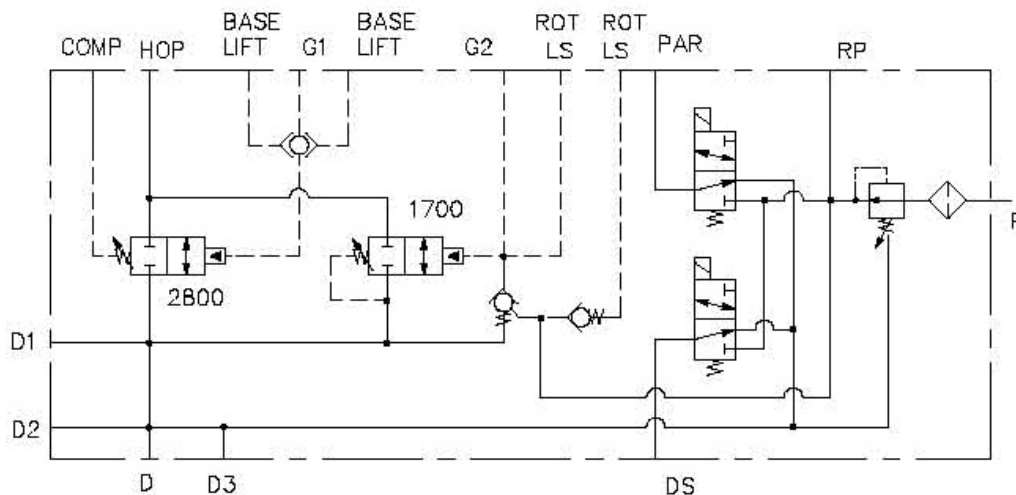 COMP
HOP
BASE
LIFT
G1
BASE
LIFT
G2
ROT
LS
ROT
LS
PAR
RP
1700
2800
D1
D2
D
D3
DS